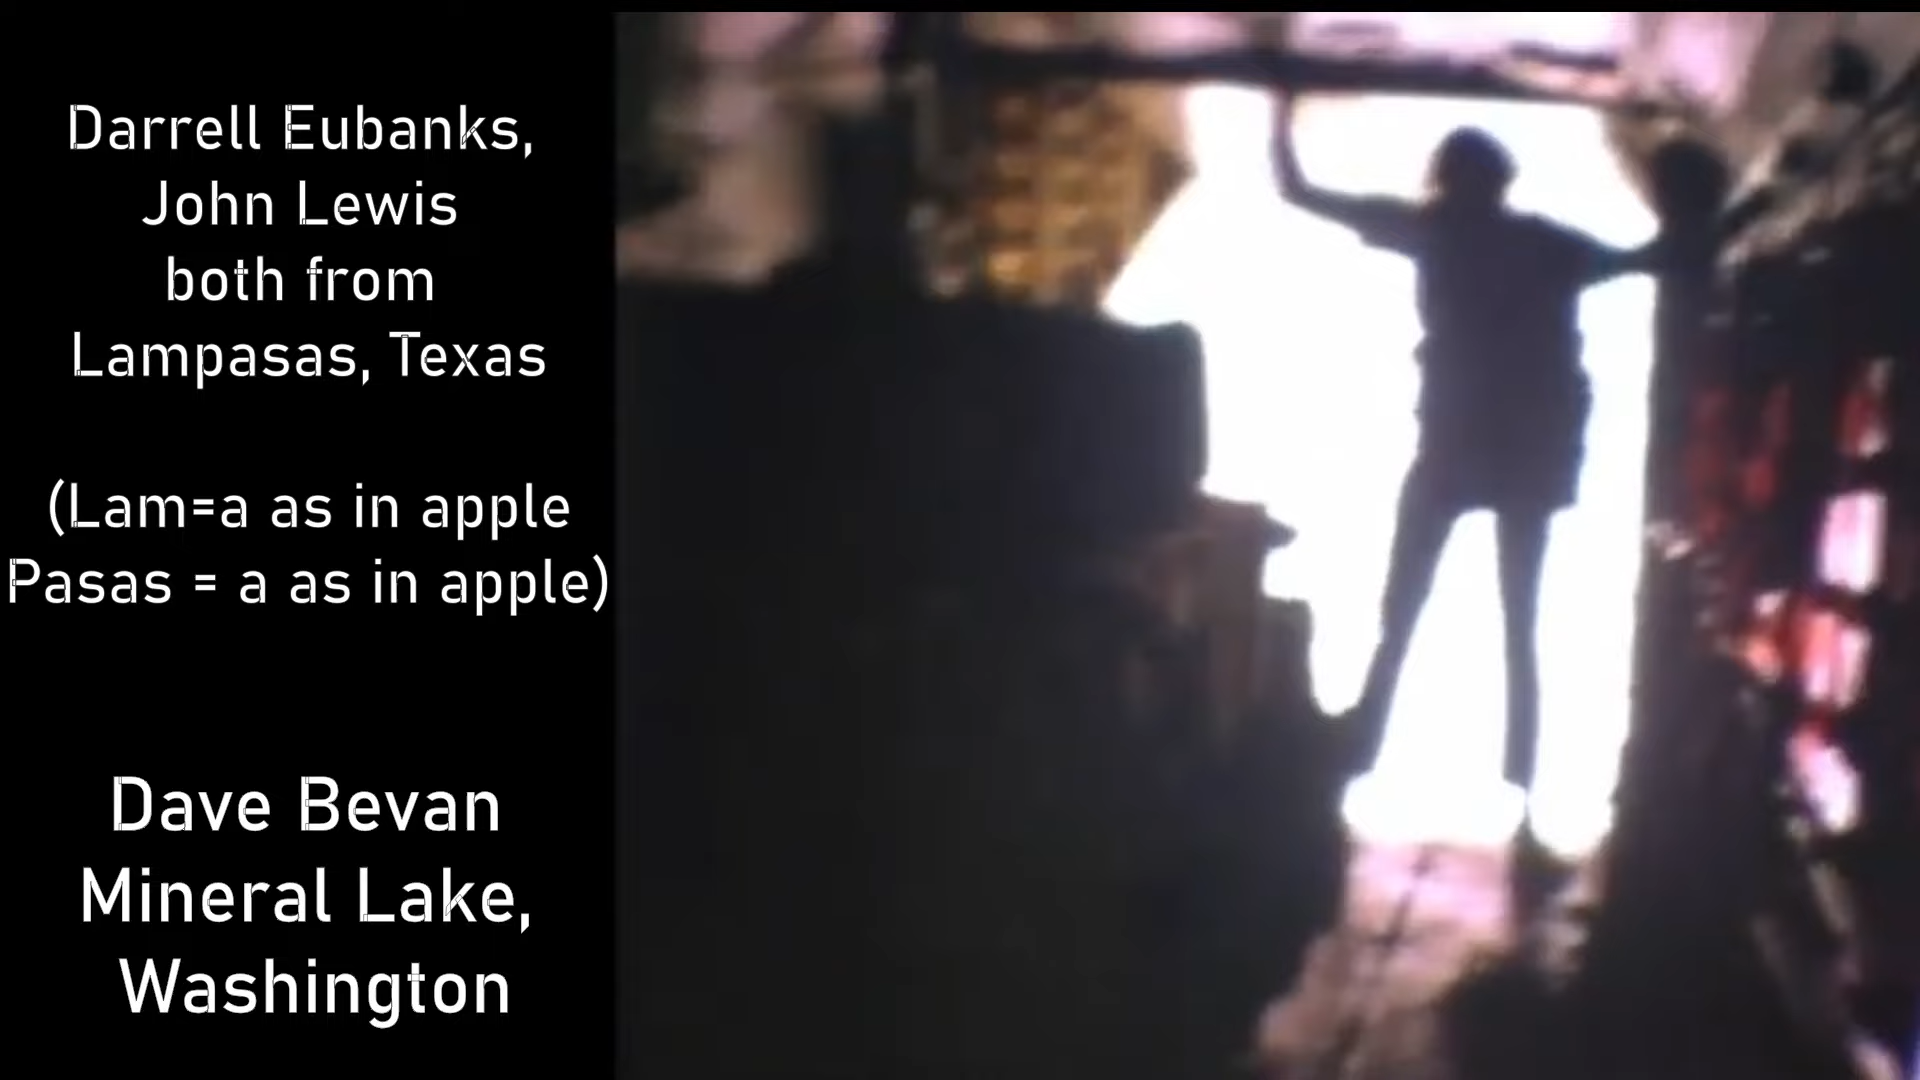 Darrell Eubanks,
John Lewis
both from
Lampasas, Texas
(Lam=a as in apple
Pasas = a as in apple)
Dave Bevan
Mineral Lake,
Washington